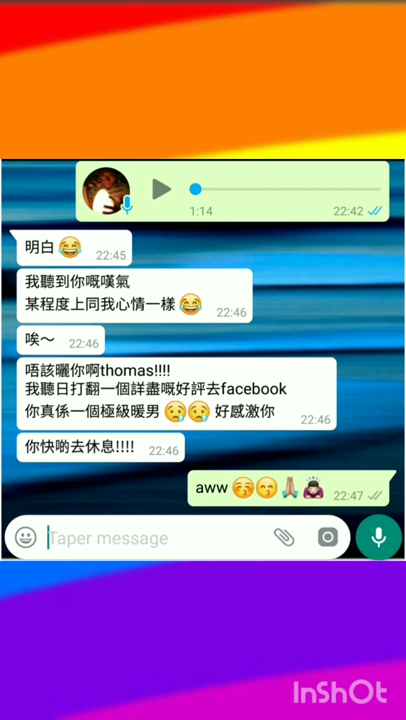 1:14 22:42
明白😂 22:45
我聽到你嘅嘆氣
某程度上同我心情一樣😂 22:46
唉～ 22:46
唔該曬你啊thomas!!!!
我聽日打翻一個詳盡嘅好評去facebook
你真係一個極級暖男😢😢 好感激你 22:46
你快啲去休息!!!! 22:46
aww 😚😙🙏🏼🙇🏻‍♀️ 22:47
Taper message
InShOt